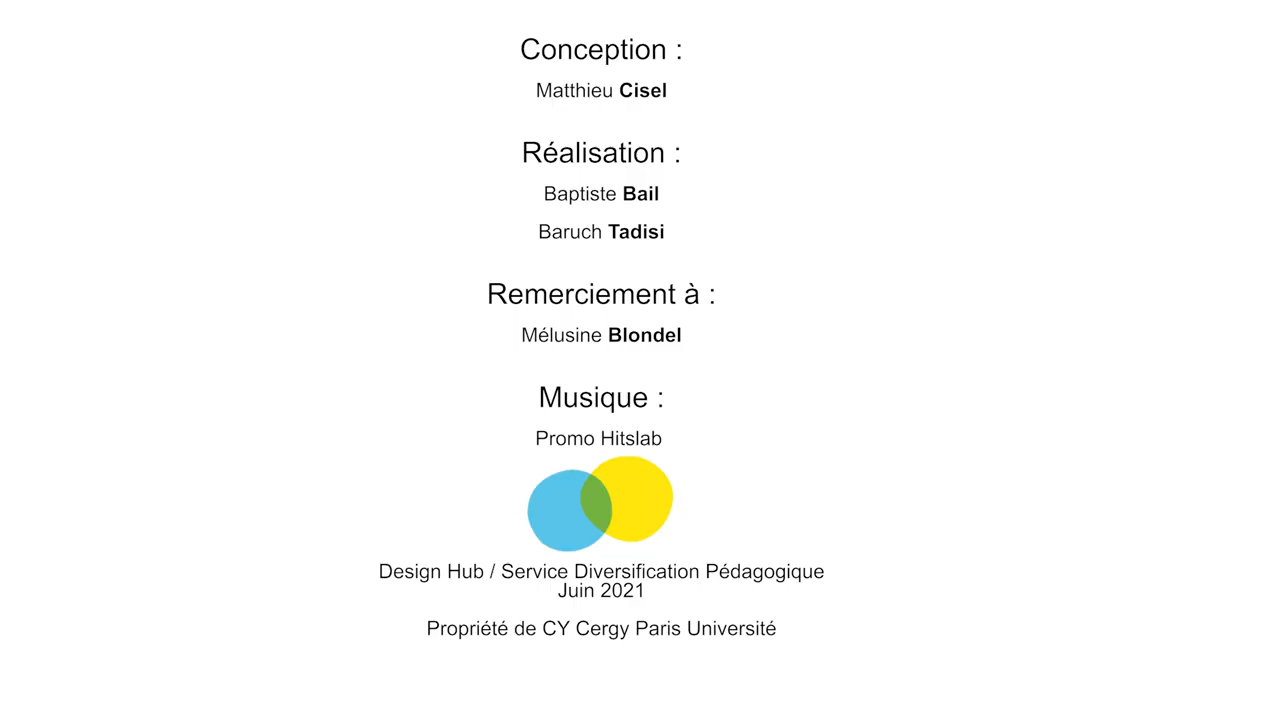 Conception :
Matthieu Cisel
Réalisation :
Baptiste Bail
Baruch Tadisi
Remerciement à :
Mélusine Blondel
Musique :
Promo Hitslab
Design Hub / Service Diversification Pédagogique
Juin 2021
Propriété de CY Cergy Paris Université